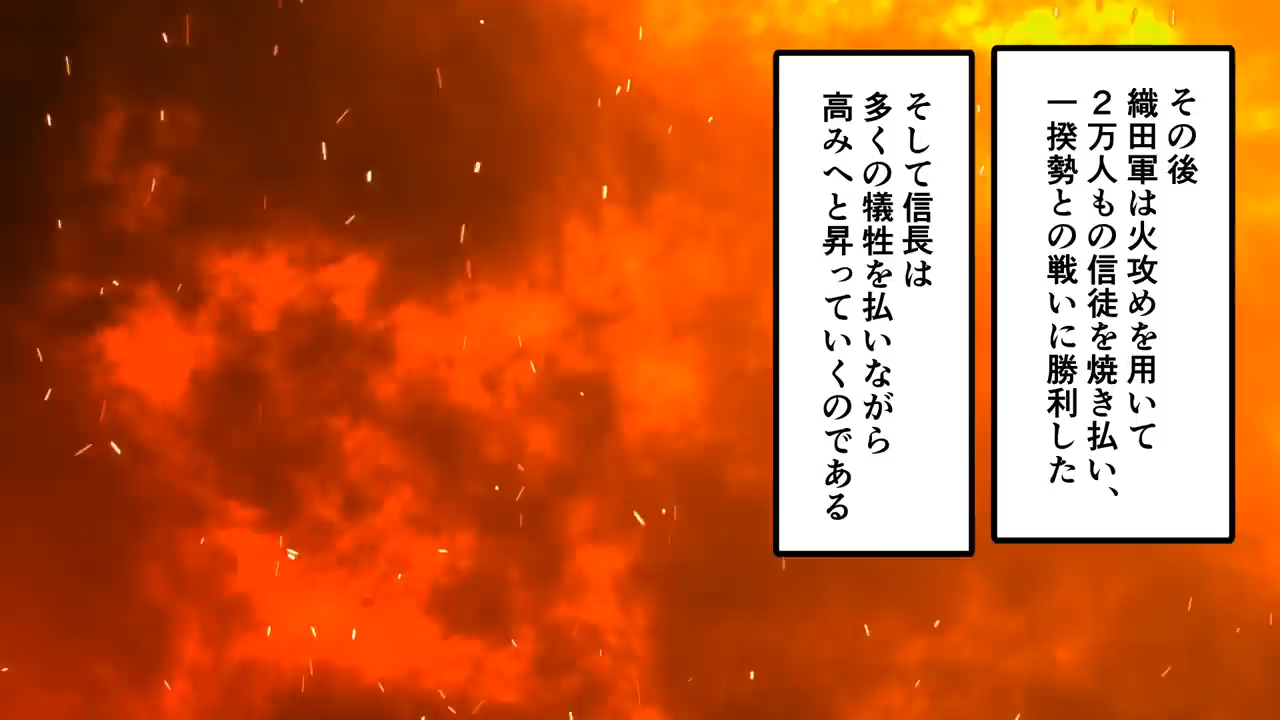 その後
織田軍は火攻めを用いて
２万人もの信徒を焼き払い、
一揆勢との戦いに勝利した
そして信長は
多くの犠牲を払いながら
高みへと昇っていくのである